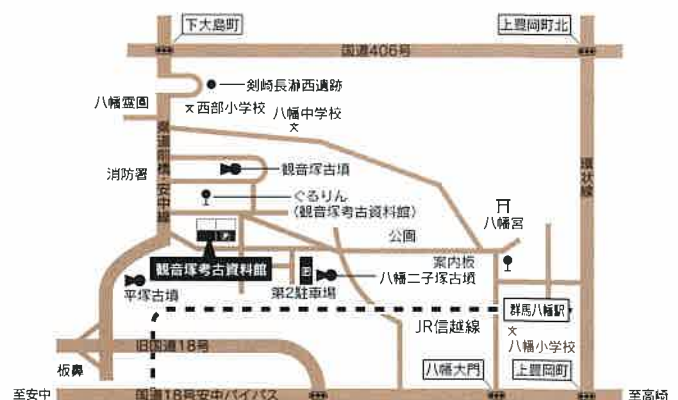 下大島町
上豊岡町北
国道406号
剣崎長瀞西遺跡
八幡霊園
西部小学校
八幡中学校
県道前橋・安中線
消防署
観音塚古墳
環状線
ぐるりん
(観音塚考古資料館)
八幡宮
公園
案内板
観音塚考古資料館
八幡二子塚古墳
平塚古墳
第2駐車場
群馬八幡駅
JR信越線
八幡小学校
旧国道18号
板鼻
八幡大門
上豊岡町
至安中
国道18号安中バイパス
至高崎